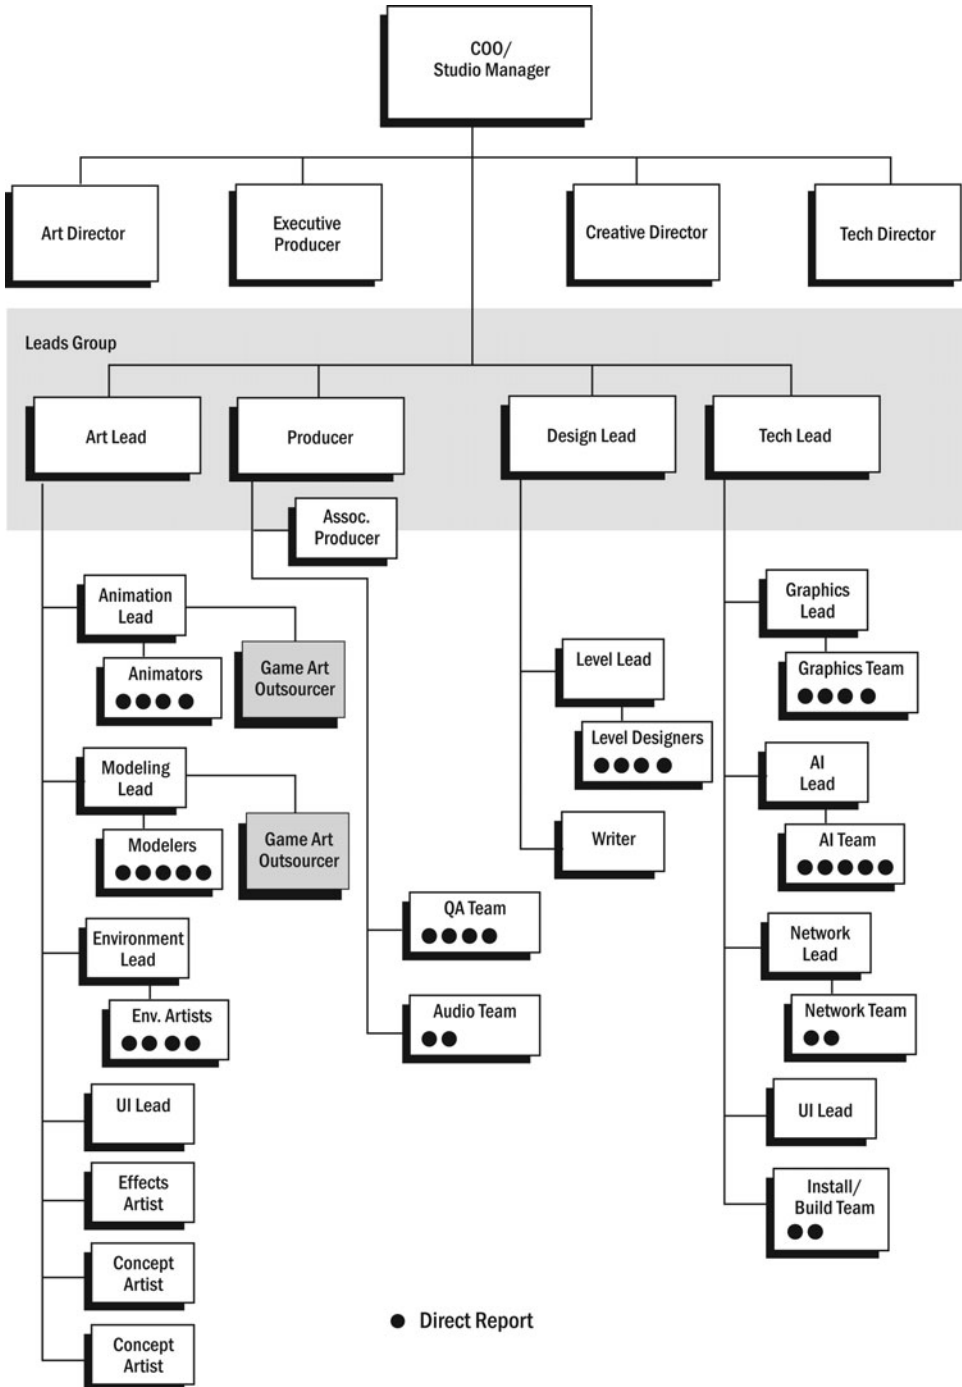 COO/
Studio Manager
Art Director
Executive
Producer
Creative Director
Tech Director
Leads Group
Art Lead
Producer
Design Lead
Tech Lead
Assoc.
Producer
Animation
Lead
Animators
Game Art
Outsourcer
Modeling
Lead
Modelers
Game Art
Outsourcer
Environment
Lead
Env. Artists
UI Lead
Effects
Artist
Concept
Artist
Concept
Artist
QA Team
Audio Team
Level Lead
Level Designers
Writer
Graphics
Lead
Graphics Team
AI
Lead
AI Team
Network
Lead
Network Team
UI Lead
Install/
Build Team
Direct Report